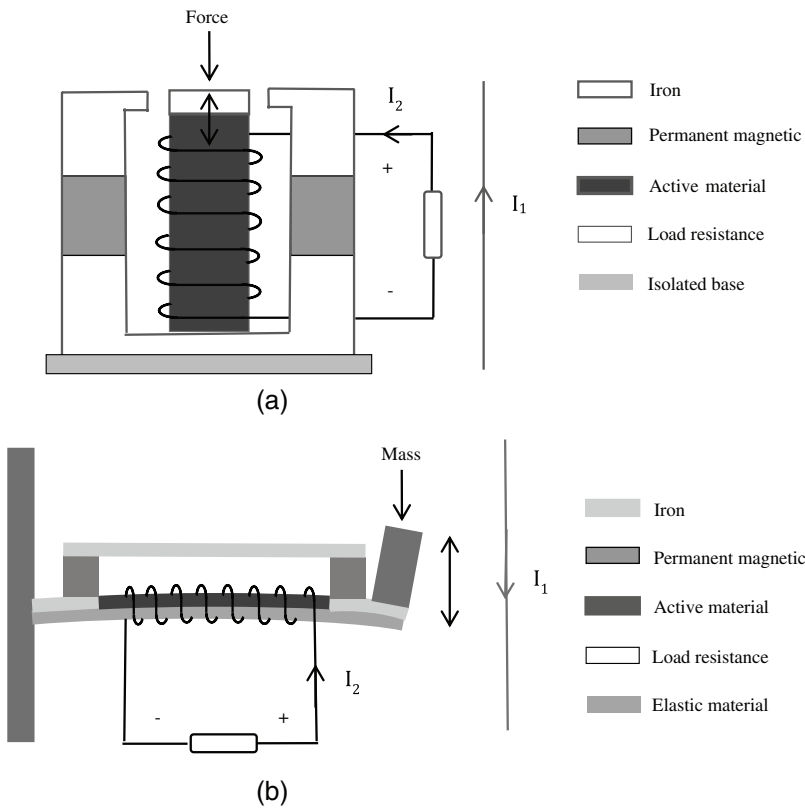 Force
I₂
+
-
I₁
Iron
Permanent magnetic
Active material
Load resistance
Isolated base
(a)
Mass
I₁
I₂
-
+
Iron
Permanent magnetic
Active material
Load resistance
Elastic material
(b)